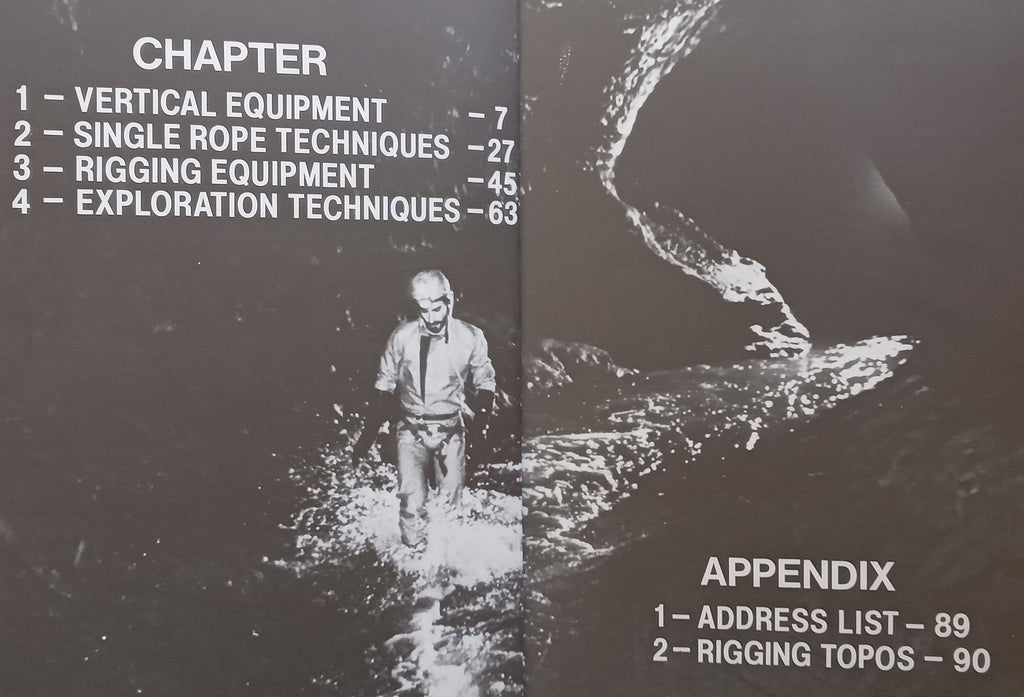 CHAPTER
1 – VERTICAL EQUIPMENT – 7
2 – SINGLE ROPE TECHNIQUES – 27
3 – RIGGING EQUIPMENT – 45
4 – EXPLORATION TECHNIQUES – 63
APPENDIX
1 – ADDRESS LIST – 89
2 – RIGGING TOPOS – 90